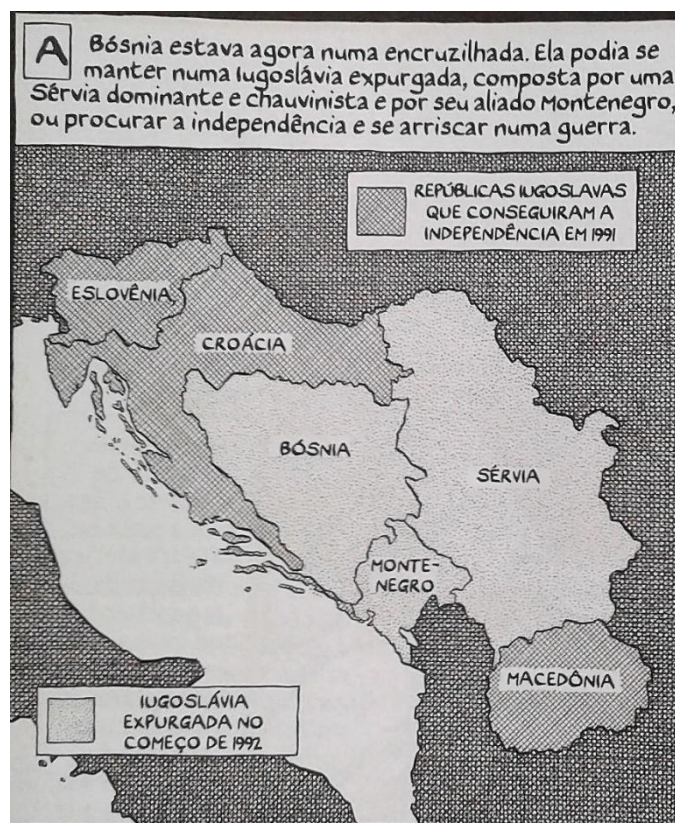 A Bósnia estava agora numa encruzilhada. Ela podia se
manter numa Iugoslávia expurgada, composta por uma
Sérvia dominante e chauvinista e por seu aliado Montenegro,
ou procurar a independência e se arriscar numa guerra.
REPÚBLICAS IUGOSLAVAS
QUE CONSEGUIRAM A
INDEPENDÊNCIA EM 1991
ESLOVÊNIA
CROÁCIA
BÓSNIA
SÉRVIA
MONTE-
NEGRO
MACEDÔNIA
IUGOSLÁVIA
EXPURGADA NO
COMEÇO DE 1992